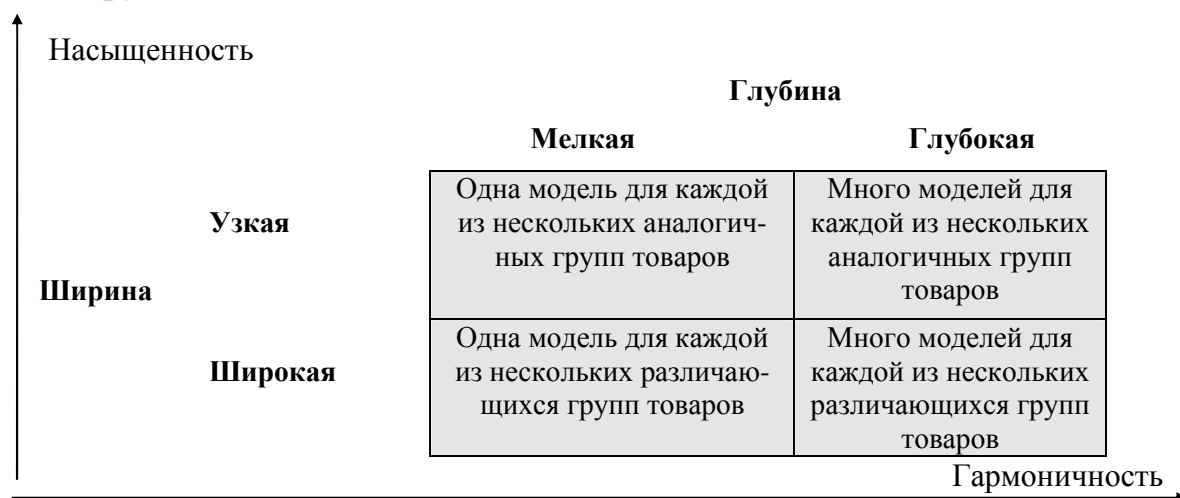 Насыщенность
Глубина
Мелкая Глубокая
Узкая
Одна модель для каждой
из нескольких аналогич-
ных групп товаров
Много моделей для
каждой из нескольких
аналогичных групп
товаров
Ширина
Широкая
Одна модель для каждой
из нескольких различаю-
щихся групп товаров
Много моделей для
каждой из нескольких
различающихся групп
товаров
Гармоничность